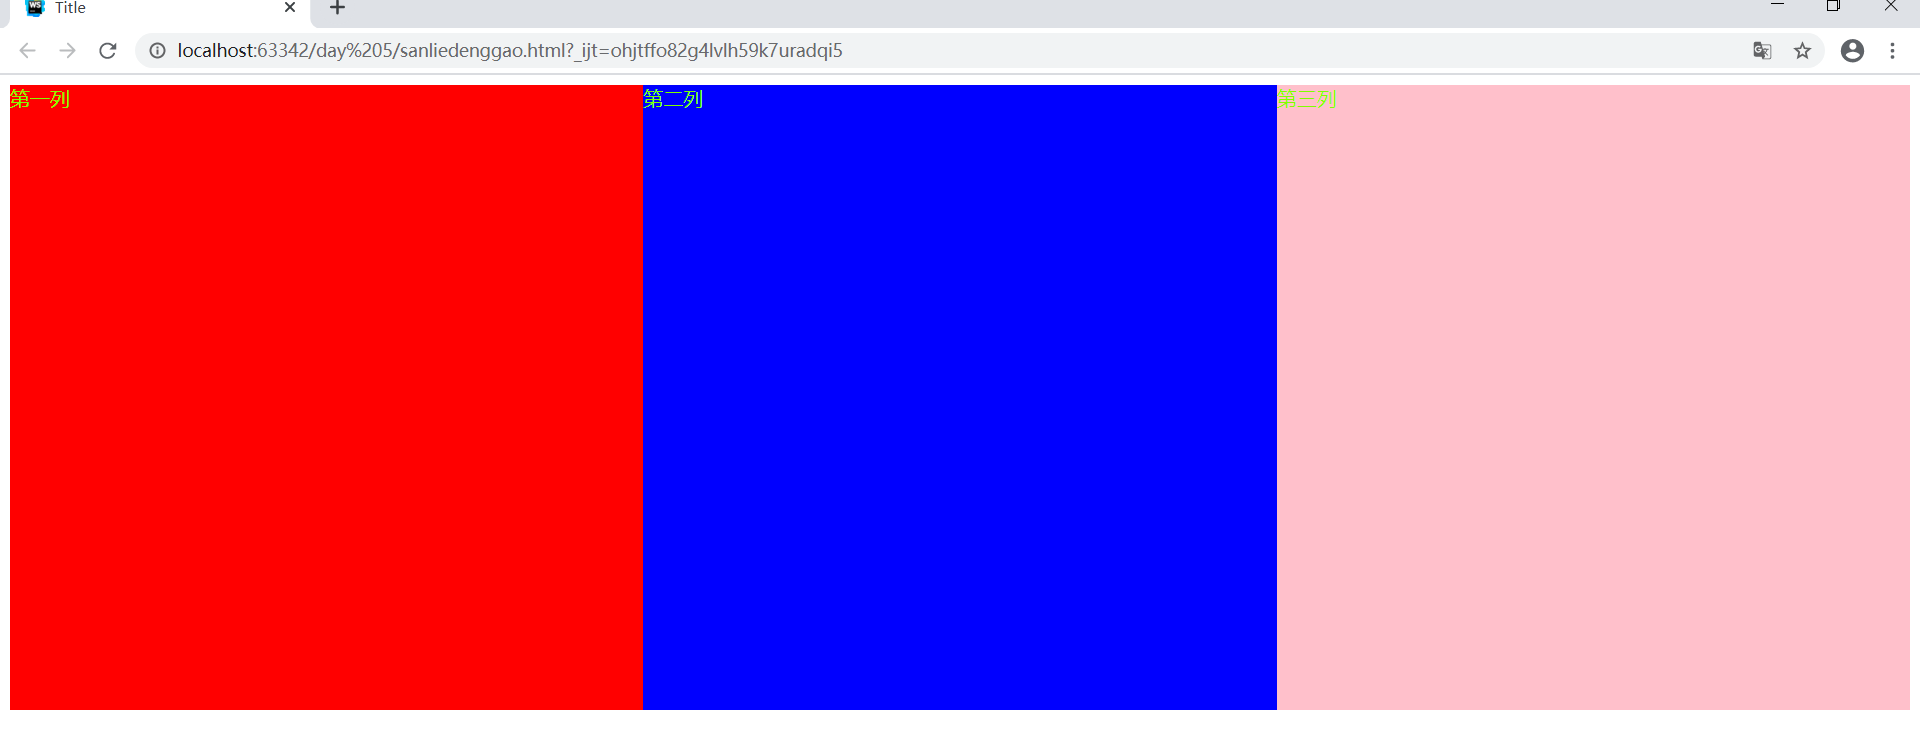 Title
localhost:63342/day%205/sanliedenggao.html?_ijt=ohjtffo82g4lvlh59k7uradqi5
第一列
第二列
第三列